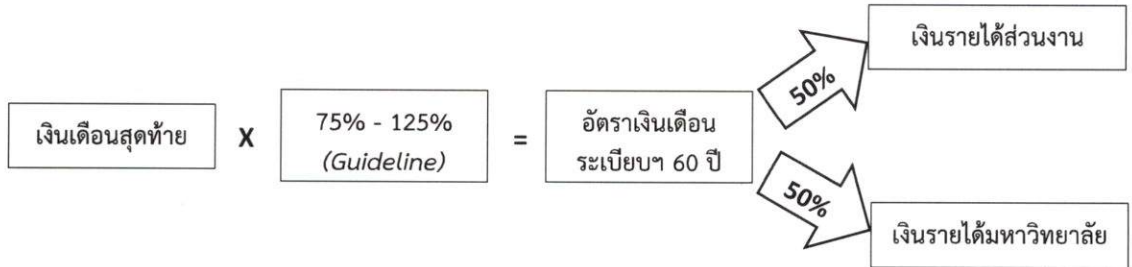 เงินเดือนสุดท้าย
X
75% - 125%
(Guideline)
=
อัตราเงินเดือน
ระเบียบฯ 60 ปี
50%
เงินรายได้ส่วนงาน
50%
เงินรายได้มหาวิทยาลัย